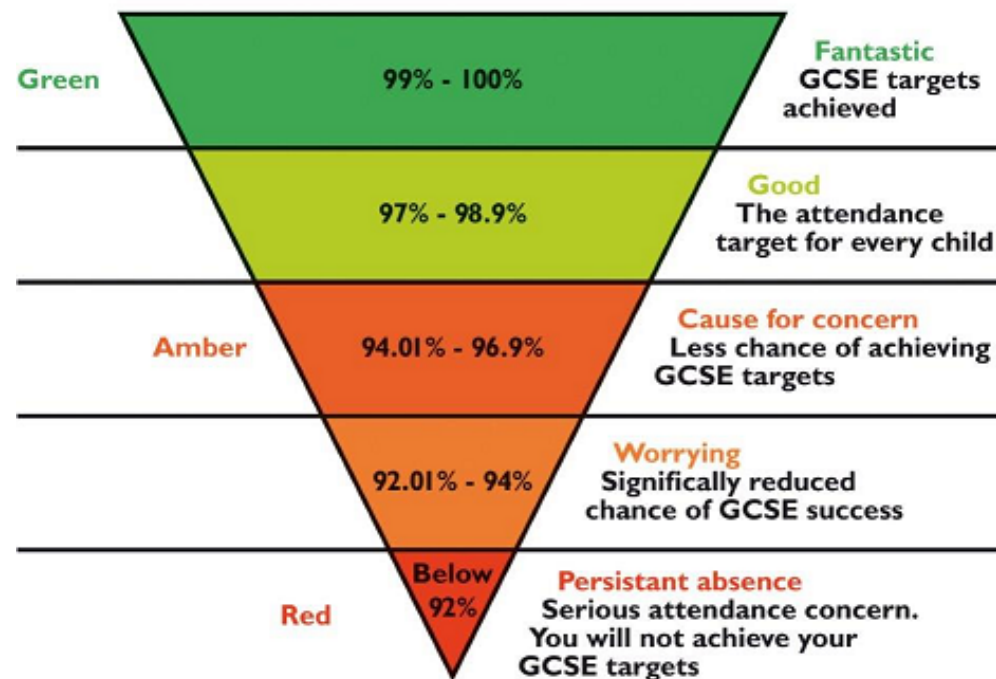 Green
99% - 100%
Fantastic
GCSE targets
achieved
97% - 98.9%
Good
The attendance
target for every child
Amber
94.01% - 96.9%
Cause for concern
Less chance of achieving
GCSE targets
92.01% - 94%
Worrying
Significally reduced
chance of GCSE success
Red
Below
92%
Persistant absence
Serious attendance concern.
You will not achieve your
GCSE targets